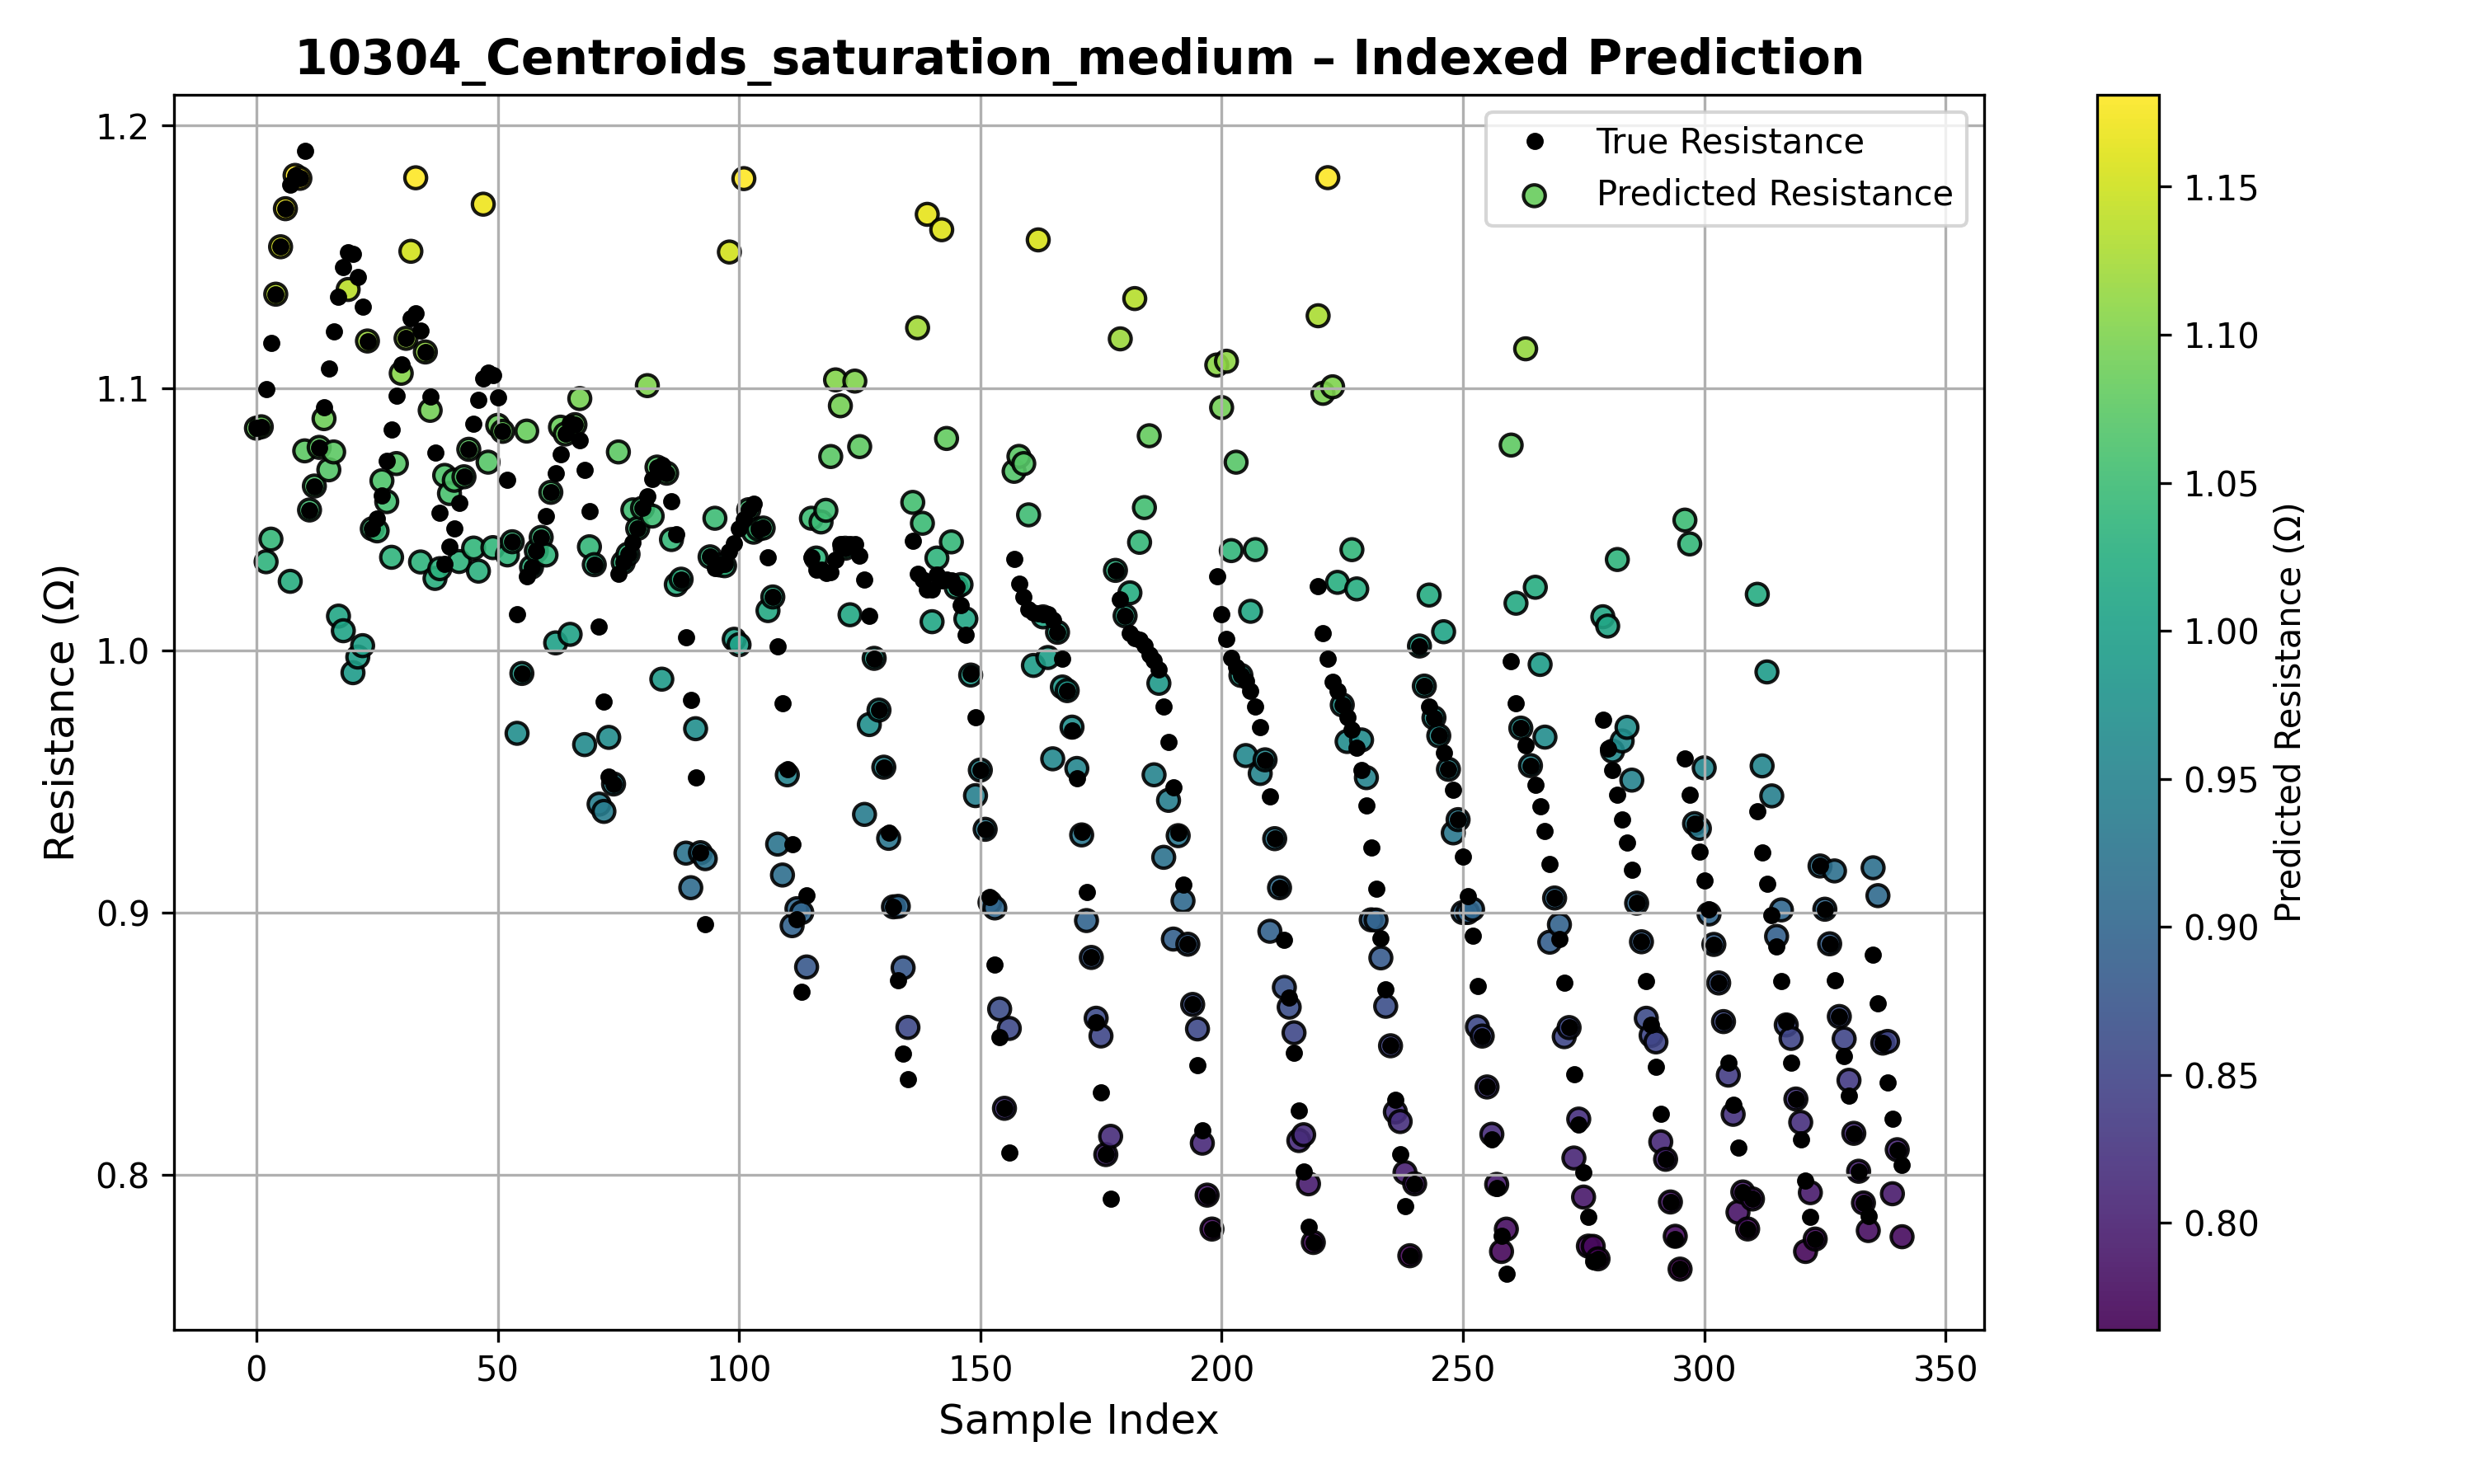 10304_Centroids_saturation_medium – Indexed Prediction
True Resistance
Predicted Resistance
Resistance (Ω)
1.2
1.1
1.0
0.9
0.8
0 50 100 150 200 250 300 350
Sample Index
1.15
1.10
1.05
1.00
0.95
0.90
0.85
0.80
Predicted Resistance (Ω)